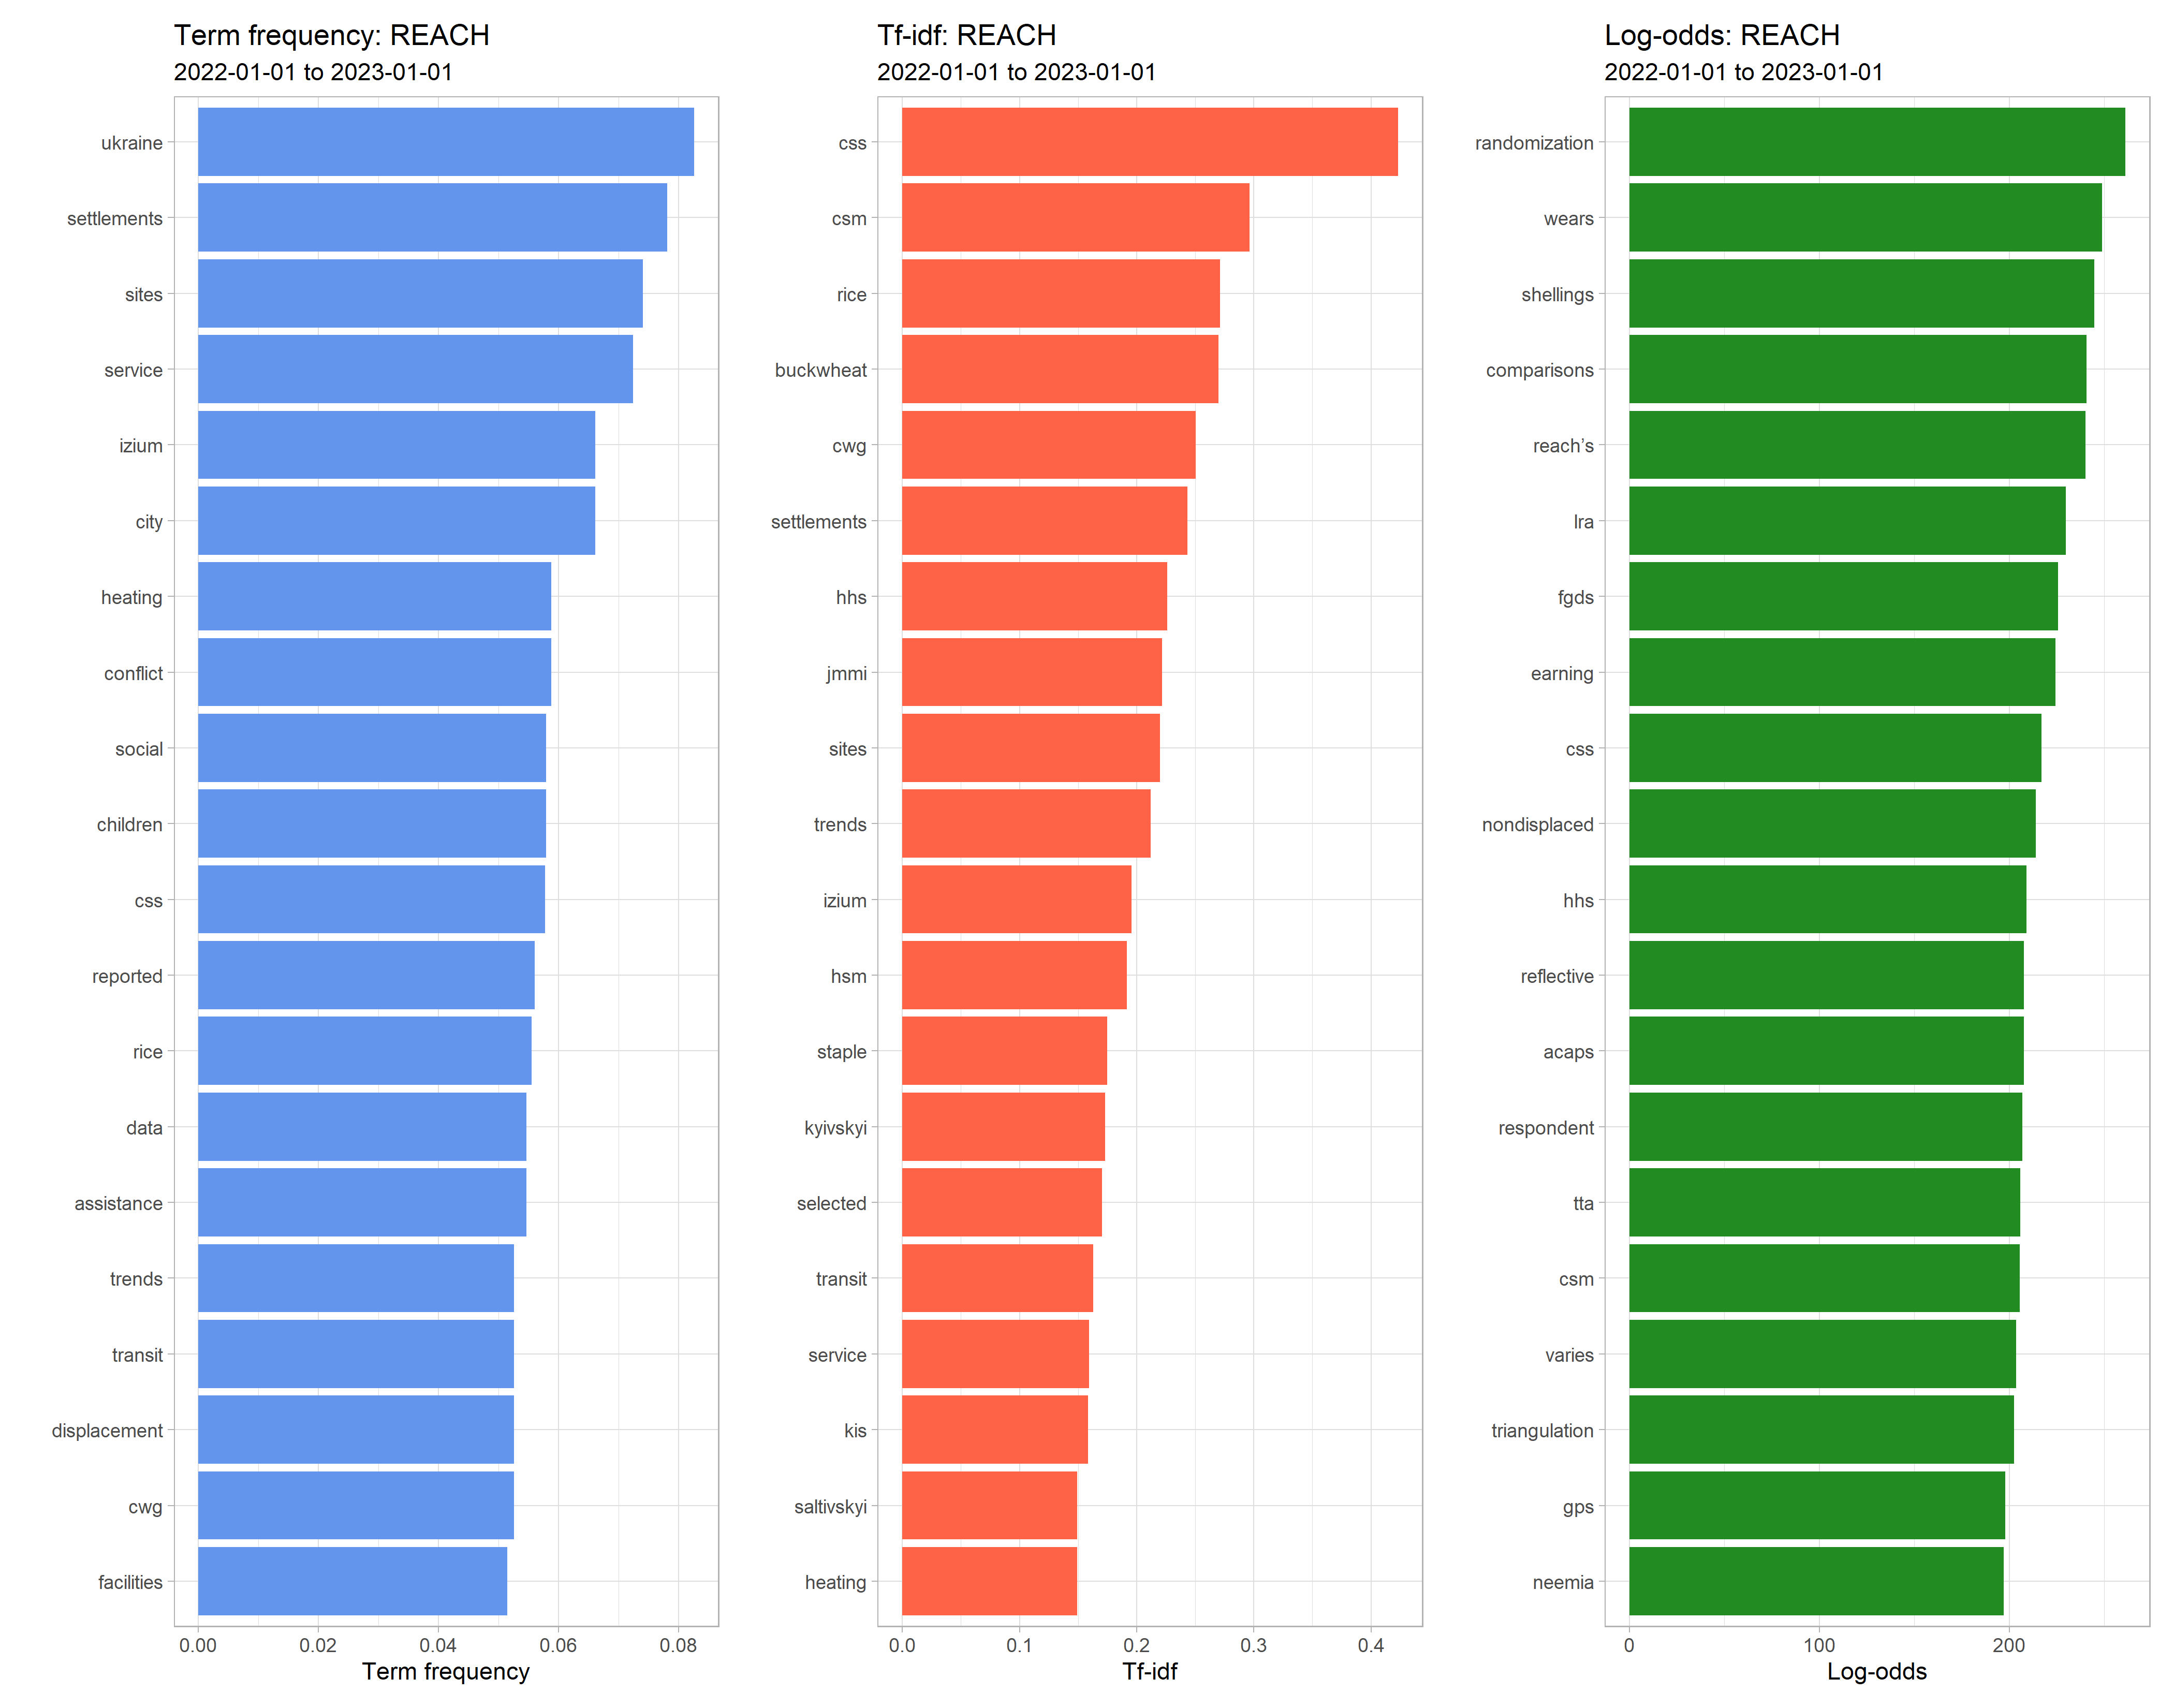 Term frequency: REACH
2022-01-01 to 2023-01-01
ukraine
settlements
sites
service
izium
city
heating
conflict
social
children
css
reported
rice
data
assistance
trends
transit
displacement
cwg
facilities
0.00 0.02 0.04 0.06 0.08
Term frequency
Tf-idf: REACH
2022-01-01 to 2023-01-01
css
csm
rice
buckwheat
cwg
settlements
hhs
jmmi
sites
trends
izium
hsm
staple
kyivskyi
selected
transit
service
kis
saltivskyi
heating
0.0 0.1 0.2 0.3 0.4
Tf-idf
Log-odds: REACH
2022-01-01 to 2023-01-01
randomization
wears
shellings
comparisons
reach’s
lra
fgds
earning
css
nondisplaced
hhs
reflective
acaps
respondent
tta
csm
varies
triangulation
gps
neemia
0 100 200
Log-odds